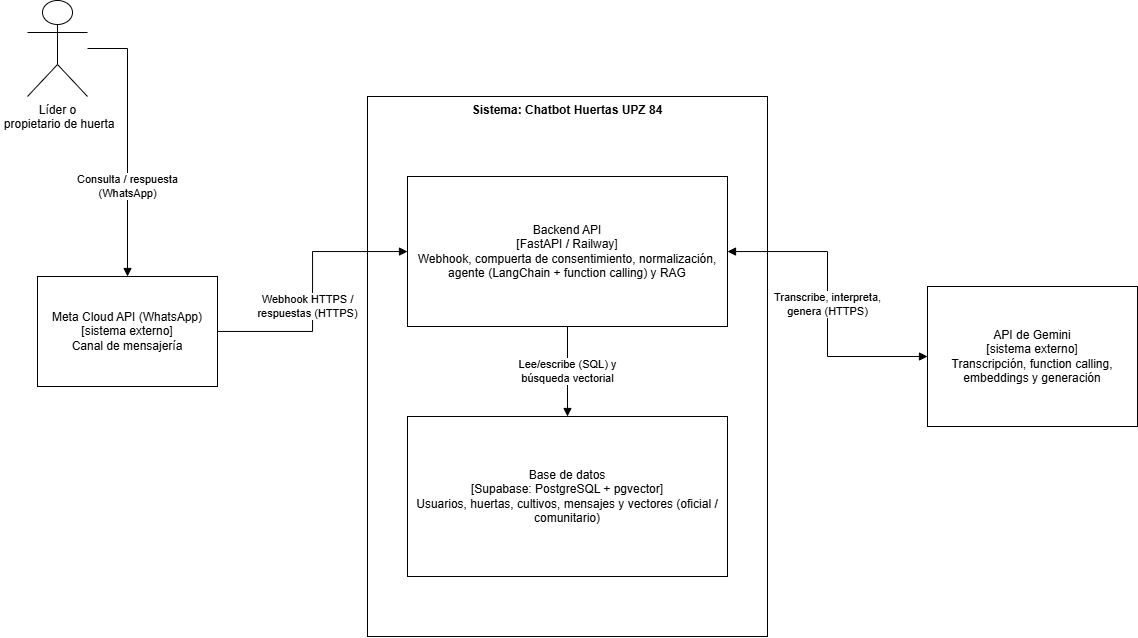 Líder o
propietario de huerta
Sistema: Chatbot Huertas UPZ 84
Consulta / respuesta
(WhatsApp)
Backend API
[FastAPI / Railway]
Webhook, compuerta de consentimiento, normalización,
agente (LangChain + function calling) y RAG
Webhook HTTPS /
respuestas (HTTPS)
Transcribe, interpreta,
genera (HTTPS)
Meta Cloud API (WhatsApp)
[sistema externo]
Canal de mensajería
API de Gemini
[sistema externo]
Transcripción, function calling,
embeddings y generación
Lee/escribe (SQL) y
búsqueda vectorial
Base de datos
[Supabase: PostgreSQL + pgvector]
Usuarios, huertas, cultivos, mensajes y vectores (oficial /
comunitario)